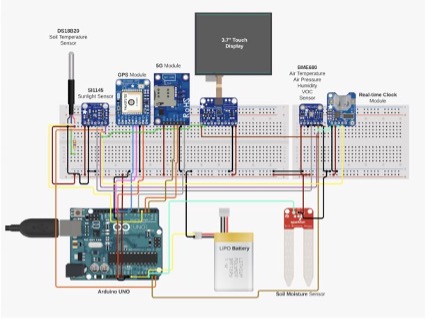 DS18B20
Soil Temperature
Sensor
SI1145
Sunlight Sensor
GPS Module
5G Module
3.7" Touch
Display
BME680
Air Temperature
Air Pressure
Humidity
VOC
Sensor
Real-time Clock
Module
Arduino UNO
LiPO Battery
Soil Moisture Sensor